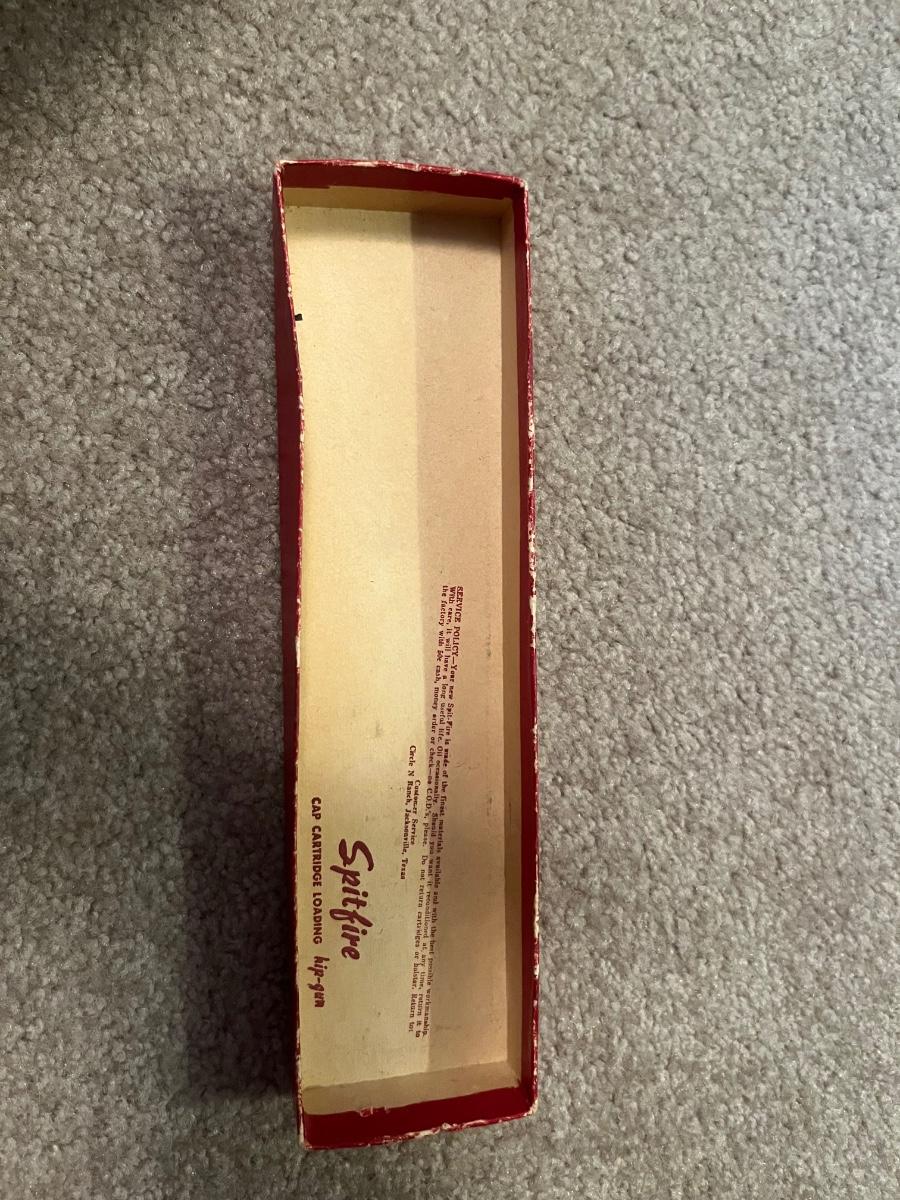 SERVICE POLICY—Your new Spit-Fire is made of the finest materials available and with the best possible workmanship.
With care, it will have a long useful life. Oil occasionally. Should you want it reconditioned at any time, return it to
the factory with 50c cash, money order or check—no C.O.D.'s, please. Do not return cartridges or holster. Return to:
Customer Service
Circle N Ranch, Jacksonville, Texas
Spitfire
CAP CARTRIDGE LOADING hip-gun